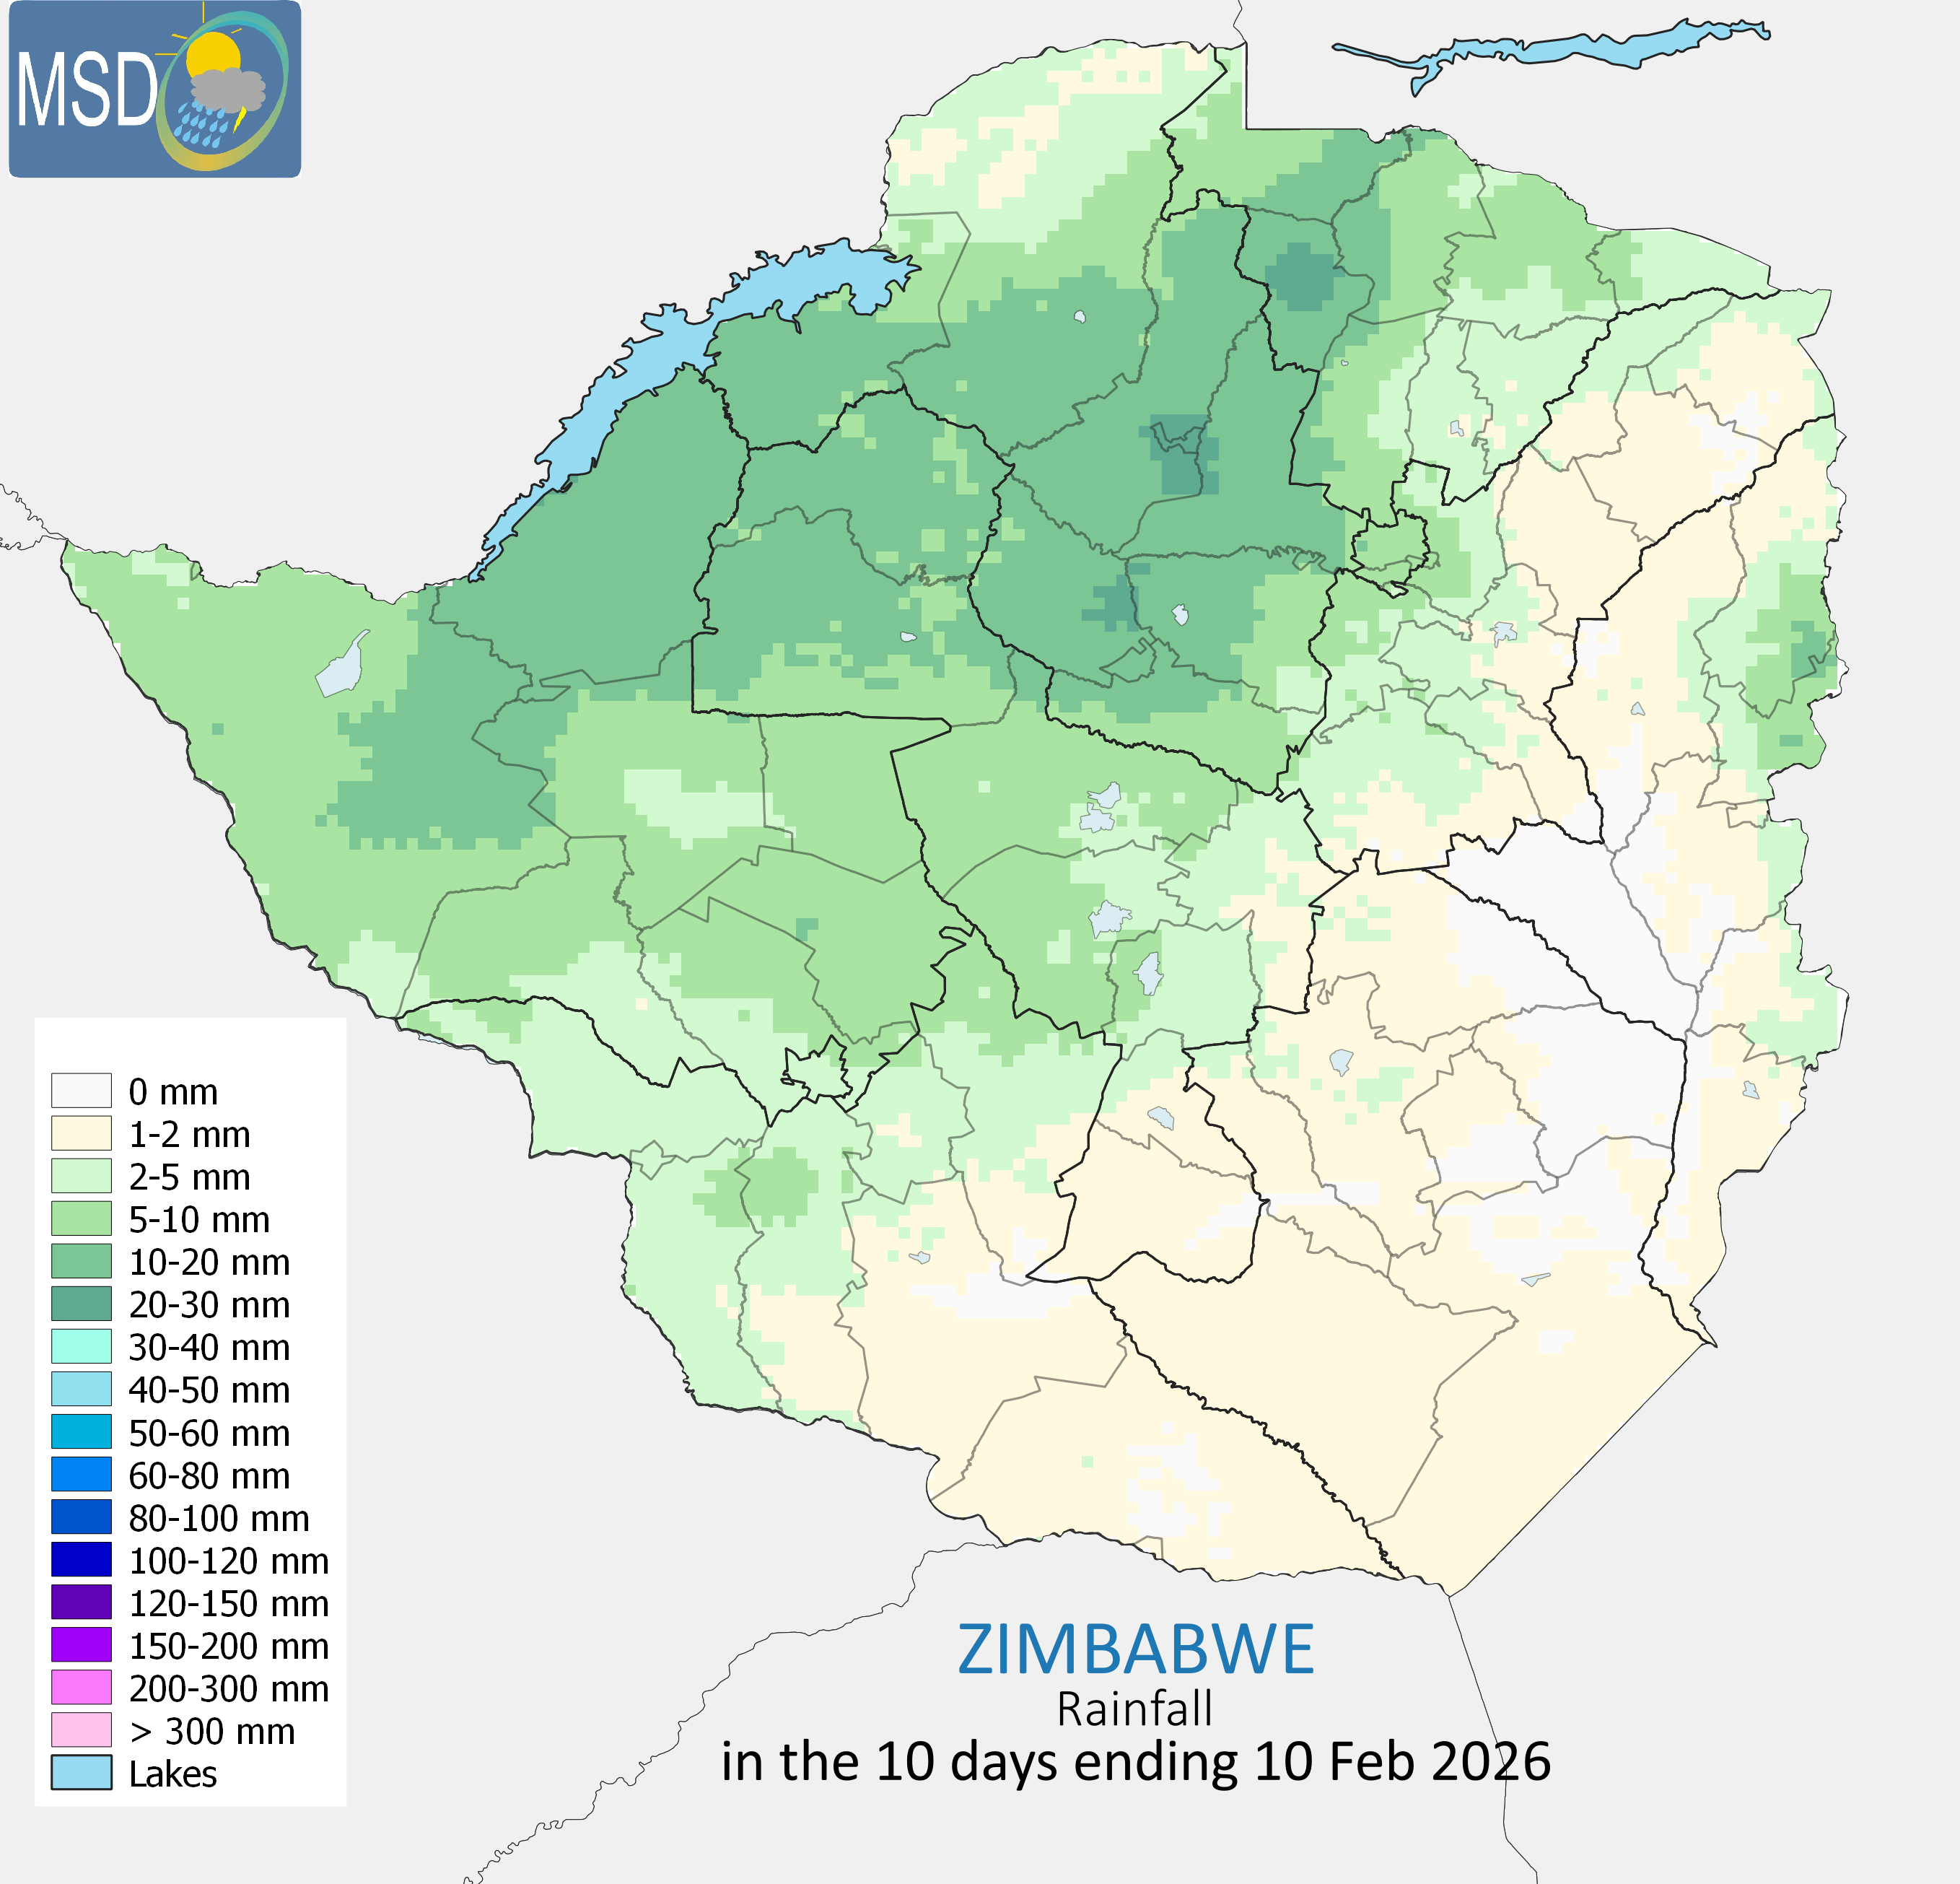 MSD
0 mm
1-2 mm
2-5 mm
5-10 mm
10-20 mm
20-30 mm
30-40 mm
40-50 mm
50-60 mm
60-80 mm
80-100 mm
100-120 mm
120-150 mm
150-200 mm
200-300 mm
> 300 mm
Lakes
ZIMBABWE
Rainfall
in the 10 days ending 10 Feb 2026